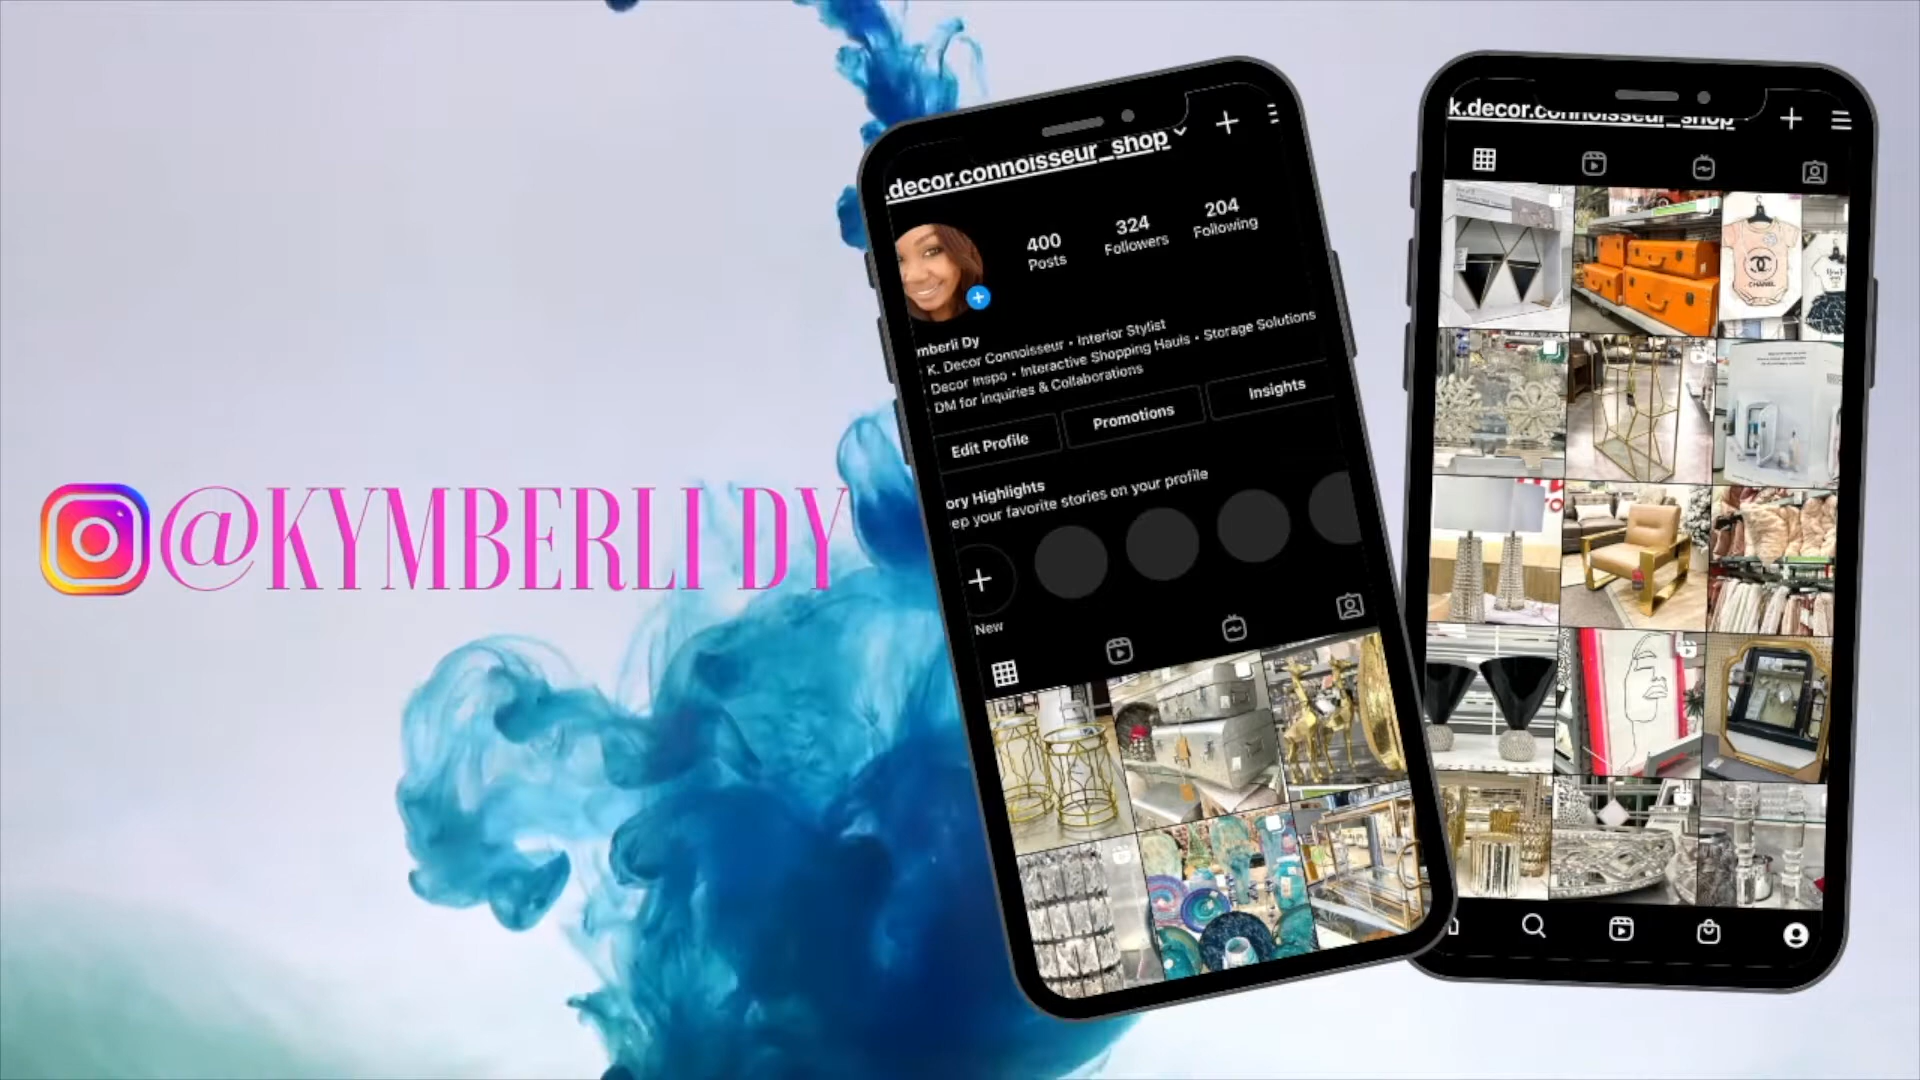 @KYMBERLI DY
.decor.connoisseur_shop
400
Posts
324
Followers
204
Following
mberli Dy
K. Decor Connoisseur • Interior Stylist
Decor Inspo • Interactive Shopping Hauls • Storage Solutions
DM for Inquiries & Collaborations
Edit Profile
Promotions
Insights
ory Highlights
ep your favorite stories on your profile
New
k.decor.connoisseur_shop
CHANEL